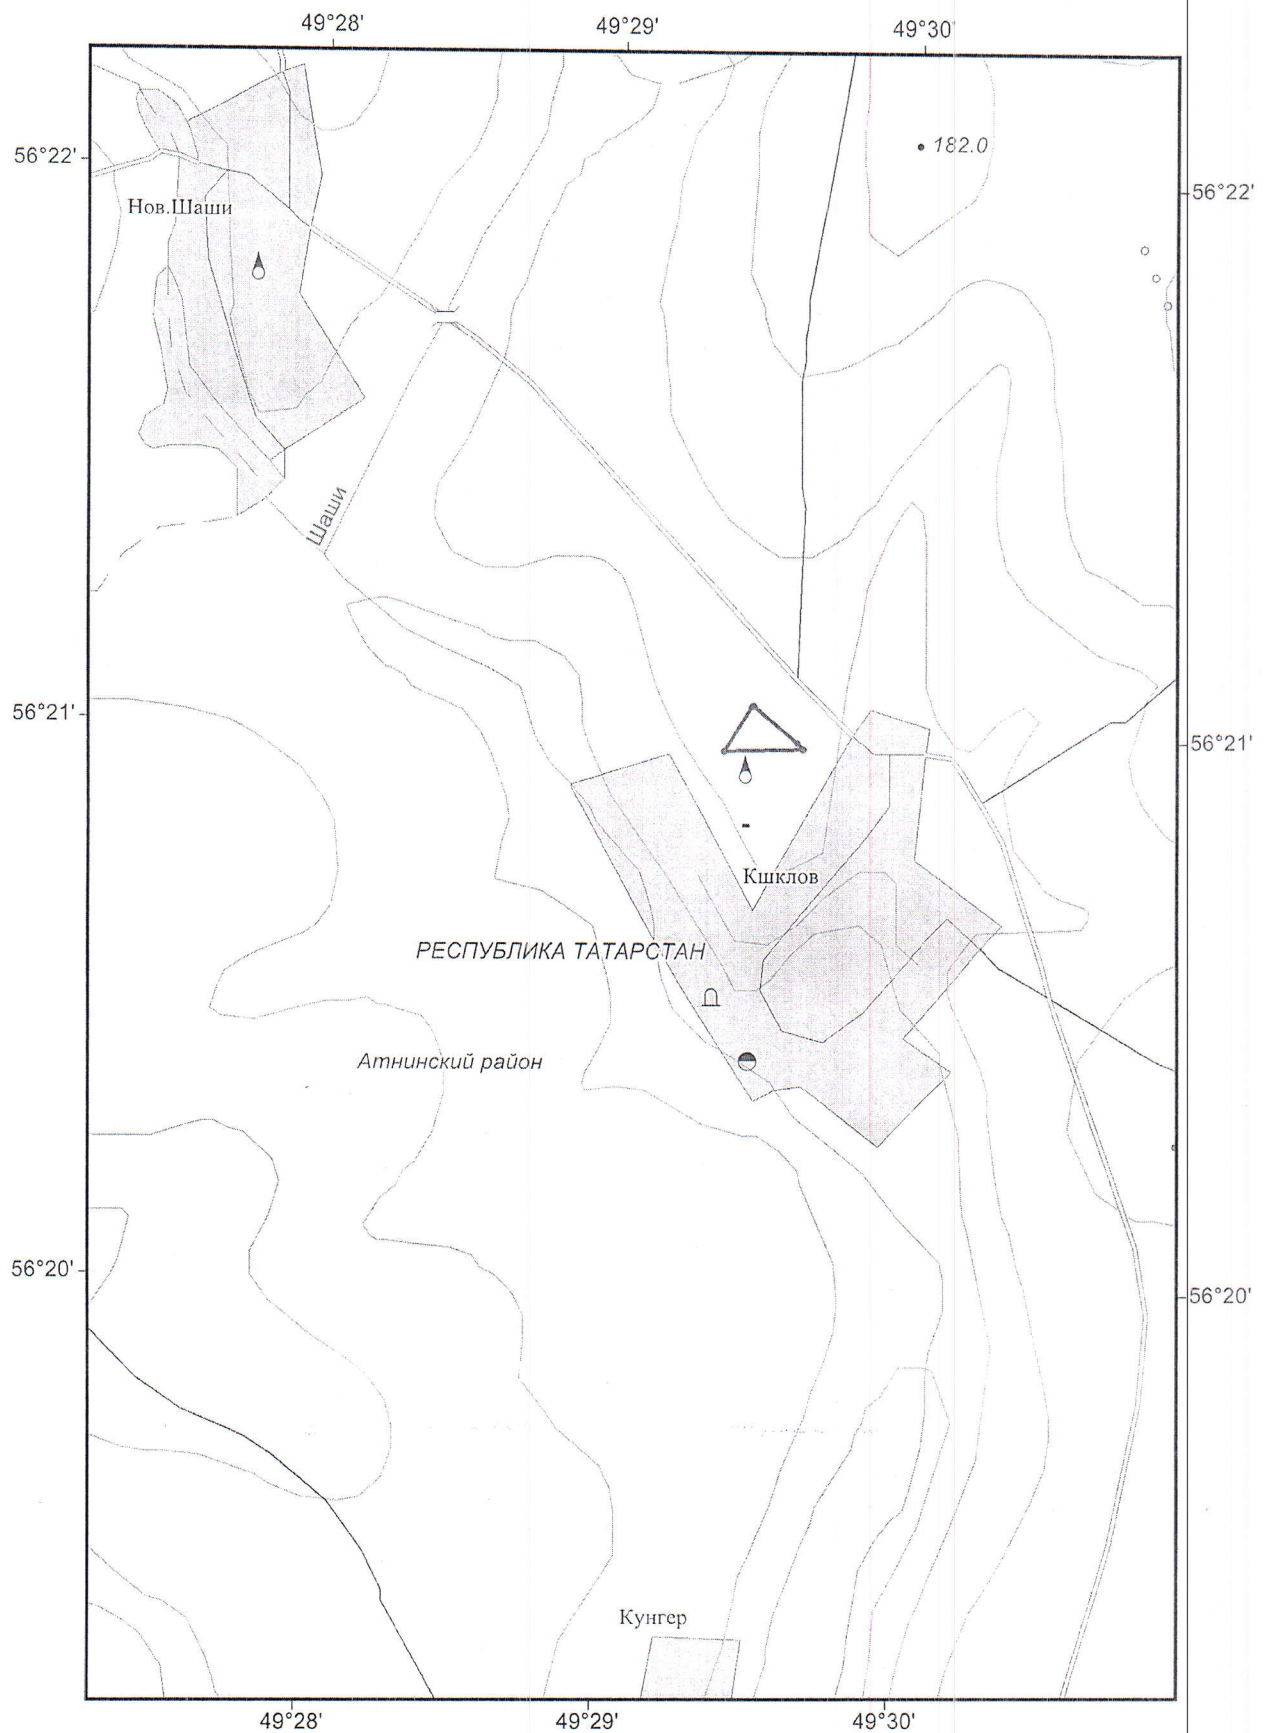 49°28'
49°29'
49°30'
182.0
56°22'
56°22'
Нов.Шаши
Шаши
56°21'
56°21'
Кшклов
РЕСПУБЛИКА ТАТАРСТАН
Атнинский район
56°20'
56°20'
Кунгер
49°28'
49°29'
49°30'